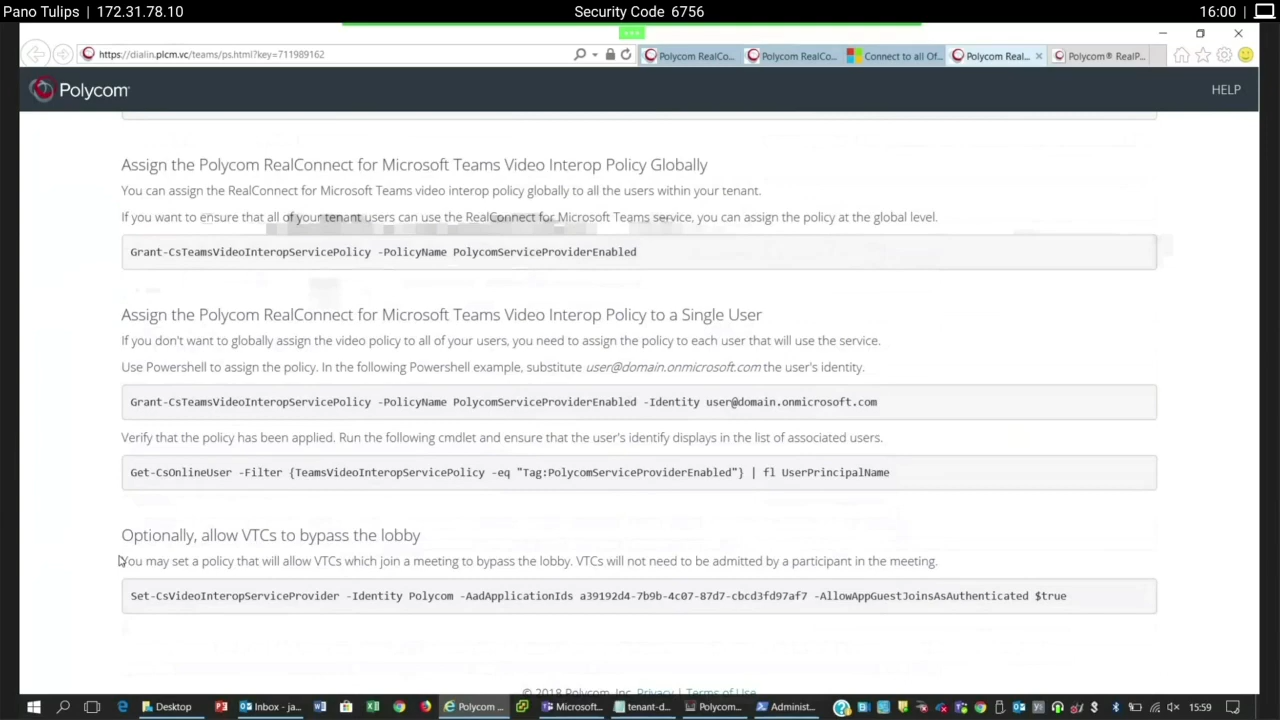 Pano Tulips | 172.31.78.10
Security Code 6756
16:00
https://dialin.plcm.vc/teams/ps.html?key=711989162
Polycom RealCo...
Polycom RealCo...
Connect to all Of...
Polycom Real...
Polycom® RealP...
Polycom
HELP
Assign the Polycom RealConnect for Microsoft Teams Video Interop Policy Globally
You can assign the RealConnect for Microsoft Teams video interop policy globally to all the users within your tenant.
If you want to ensure that all of your tenant users can use the RealConnect for Microsoft Teams service, you can assign the policy at the global level.
Grant-CsTeamsVideoInteropServicePolicy -PolicyName PolycomServiceProviderEnabled
Assign the Polycom RealConnect for Microsoft Teams Video Interop Policy to a Single User
If you don't want to globally assign the video policy to all of your users, you need to assign the policy to each user that will use the service.
Use Powershell to assign the policy. In the following Powershell example, substitute user@domain.onmicrosoft.com the user's identity.
Grant-CsTeamsVideoInteropServicePolicy -PolicyName PolycomServiceProviderEnabled -Identity user@domain.onmicrosoft.com
Verify that the policy has been applied. Run the following cmdlet and ensure that the user's identify displays in the list of associated users.
Get-CsOnlineUser -Filter {TeamsVideoInteropServicePolicy -eq "Tag:PolycomServiceProviderEnabled"} | fl UserPrincipalName
Optionally, allow VTCs to bypass the lobby
You may set a policy that will allow VTCs which join a meeting to bypass the lobby. VTCs will not need to be admitted by a participant in the meeting.
Set-CsVideoInteropServiceProvider -Identity Polycom -AadApplicationIds a39192d4-7b9b-4c07-87d7-cbcd3fd97af7 -AllowAppGuestJoinsAsAuthenticated $true
© 2018 Polycom, Inc. Privacy | Terms of Use
Desktop
Inbox - ja...
Polycom ...
Microsoft...
tenant-d...
Polycom...
Administ...
15:59